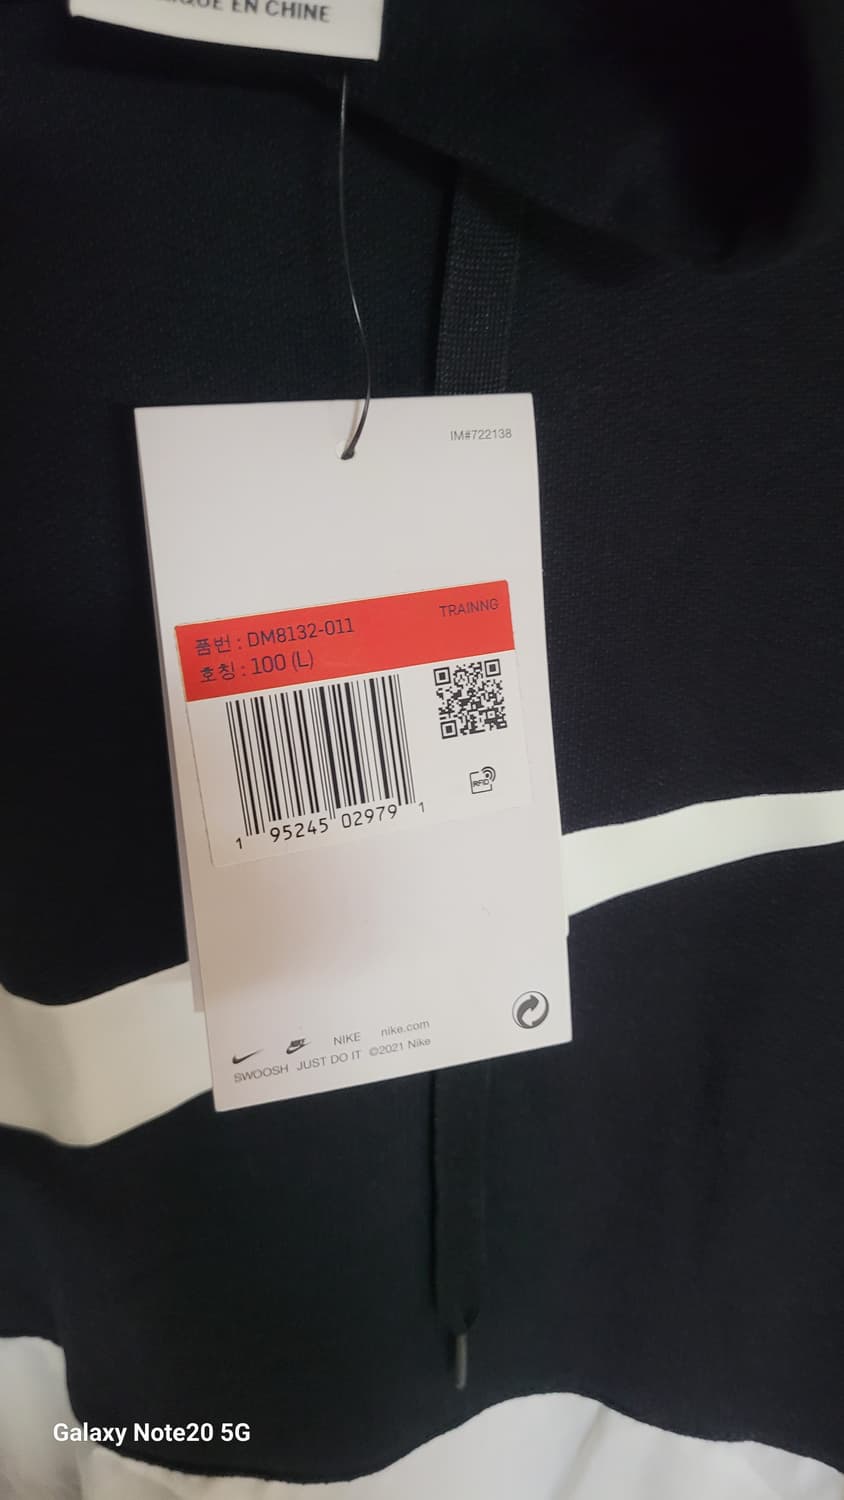 EN CHINE
IM#722138
품번 : DM8132-011
TRAINNG
호칭 : 100 (L)
RFID
1 95245 02979 1
NIKE nike.com
SWOOSH JUST DO IT ©2021 Nike
Galaxy Note20 5G